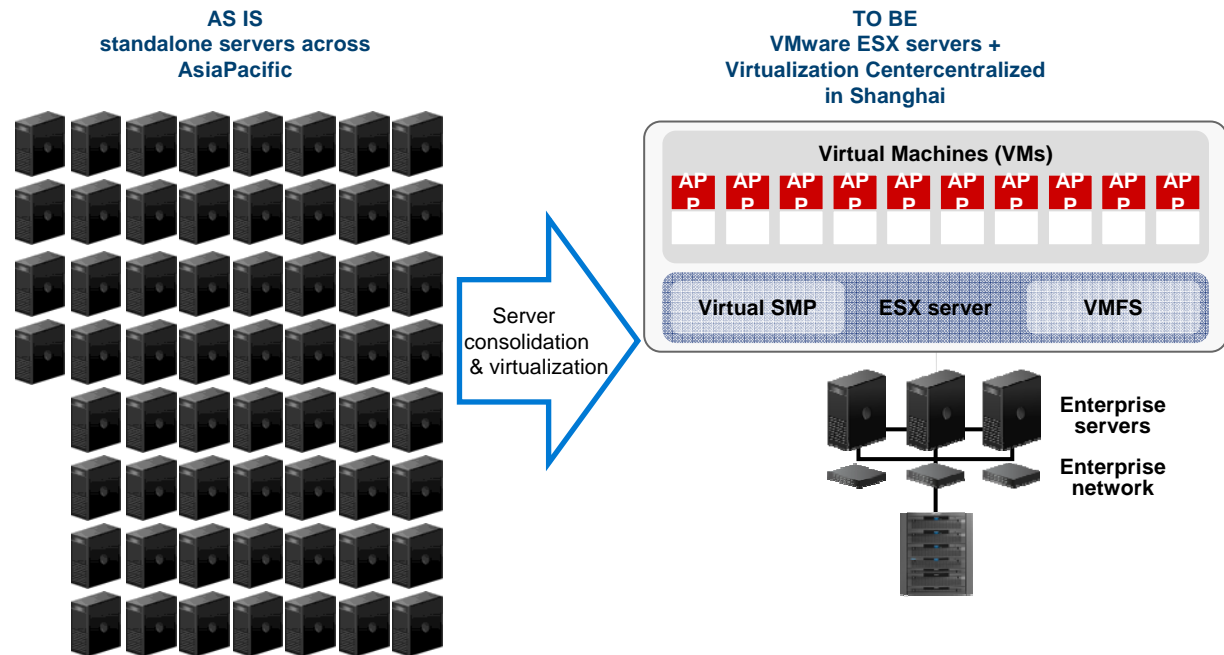 AS IS
standalone servers across
AsiaPacific
TO BE
VMware ESX servers +
Virtualization Centercentralized
in Shanghai
Server
consolidation
& virtualization
Virtual Machines (VMs)
AP AP AP AP AP AP AP AP AP AP
P P P P P P P P P P
Virtual SMP ESX server VMFS
Enterprise
servers
Enterprise
network